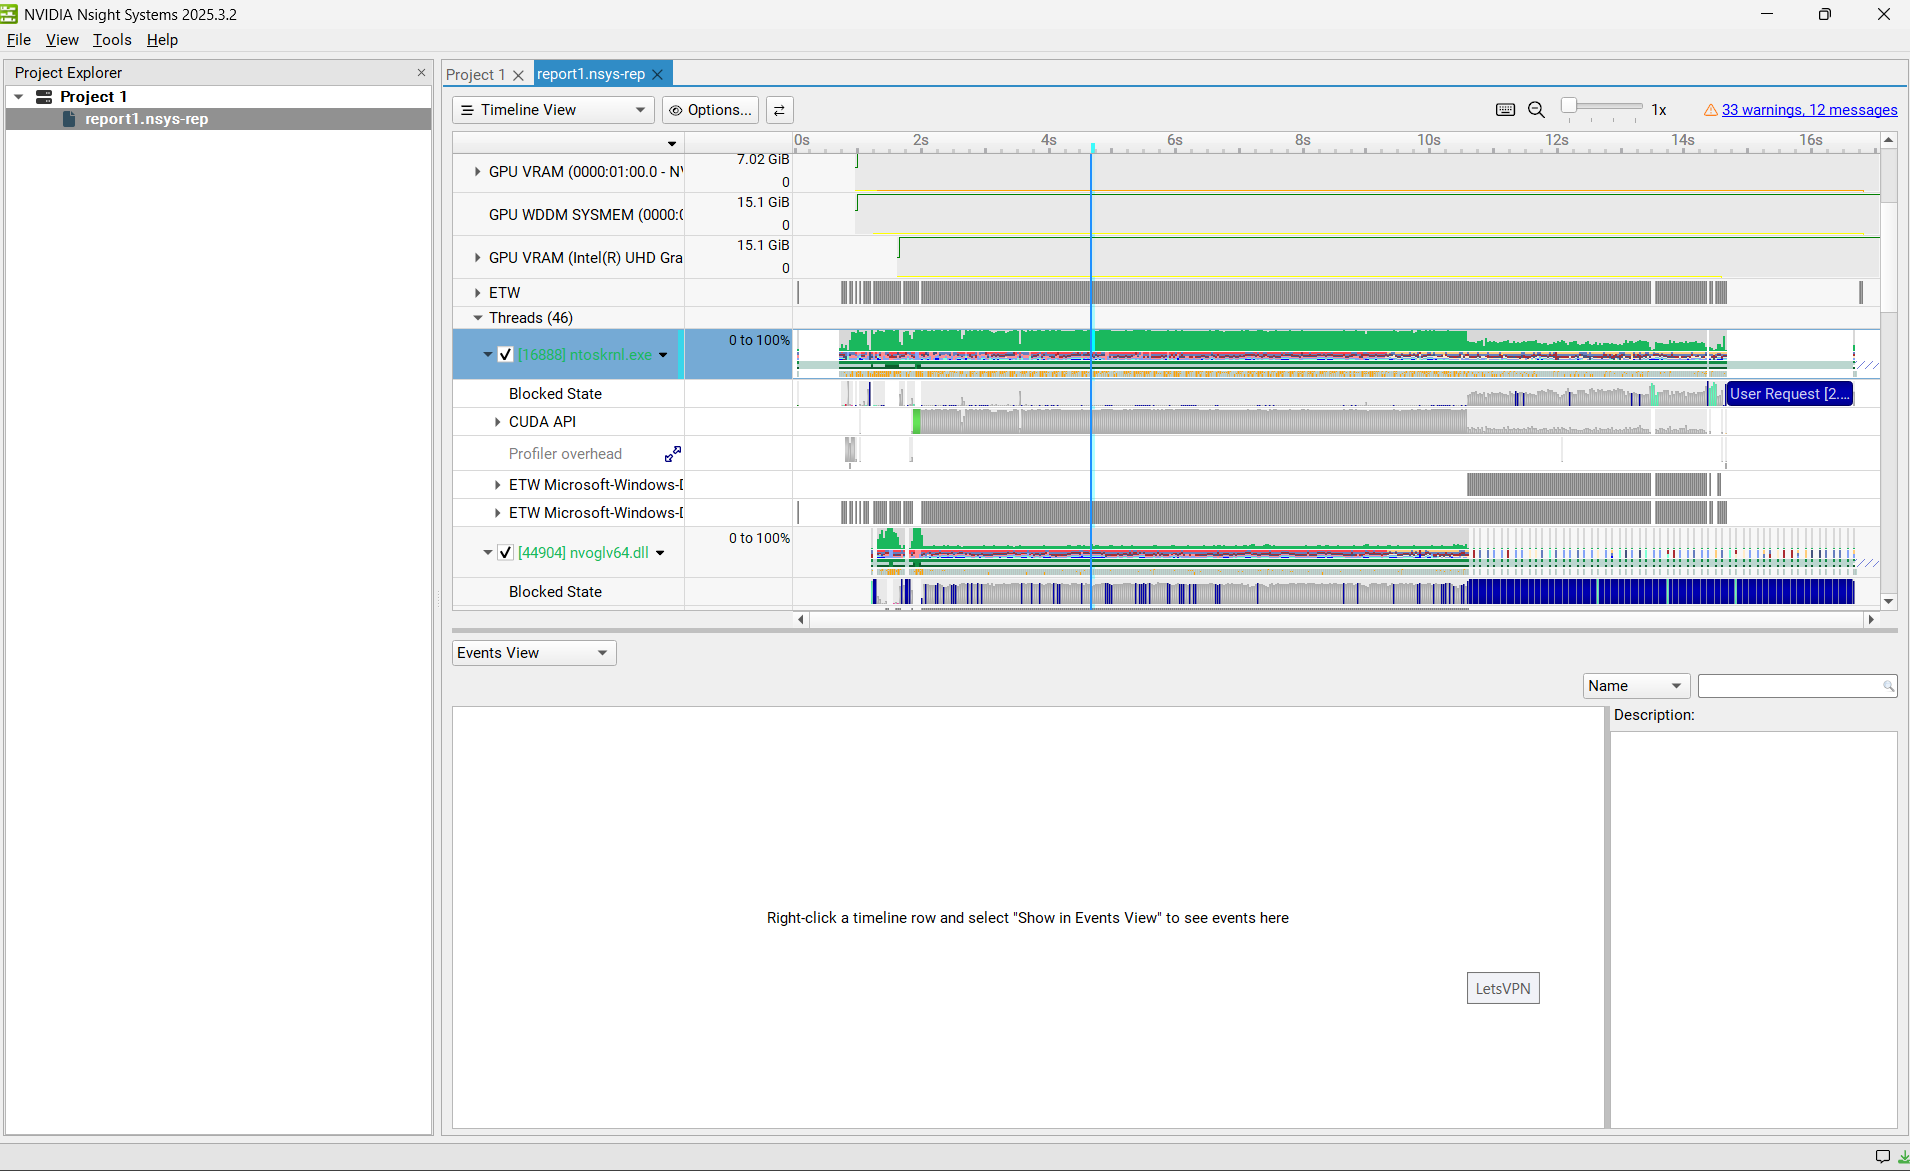 NVIDIA Nsight Systems 2025.3.2
File View Tools Help
Project Explorer
Project 1
report1.nsys-rep
Project 1
report1.nsys-rep
Timeline View
Options...
1x
33 warnings, 12 messages
0s 2s 4s 6s 8s 10s 12s 14s 16s
GPU VRAM (0000:01:00.0 - NV
7.02 GiB
0
GPU WDDM SYSMEM (0000:0
15.1 GiB
0
GPU VRAM (Intel(R) UHD Gra
15.1 GiB
0
ETW
Threads (46)
[16888] ntoskrnl.exe
0 to 100%
Blocked State
User Request [2....
CUDA API
Profiler overhead
ETW Microsoft-Windows-D
ETW Microsoft-Windows-D
[44904] nvoglv64.dll
0 to 100%
Blocked State
Events View
Name
Description:
Right-click a timeline row and select "Show in Events View" to see events here
LetsVPN